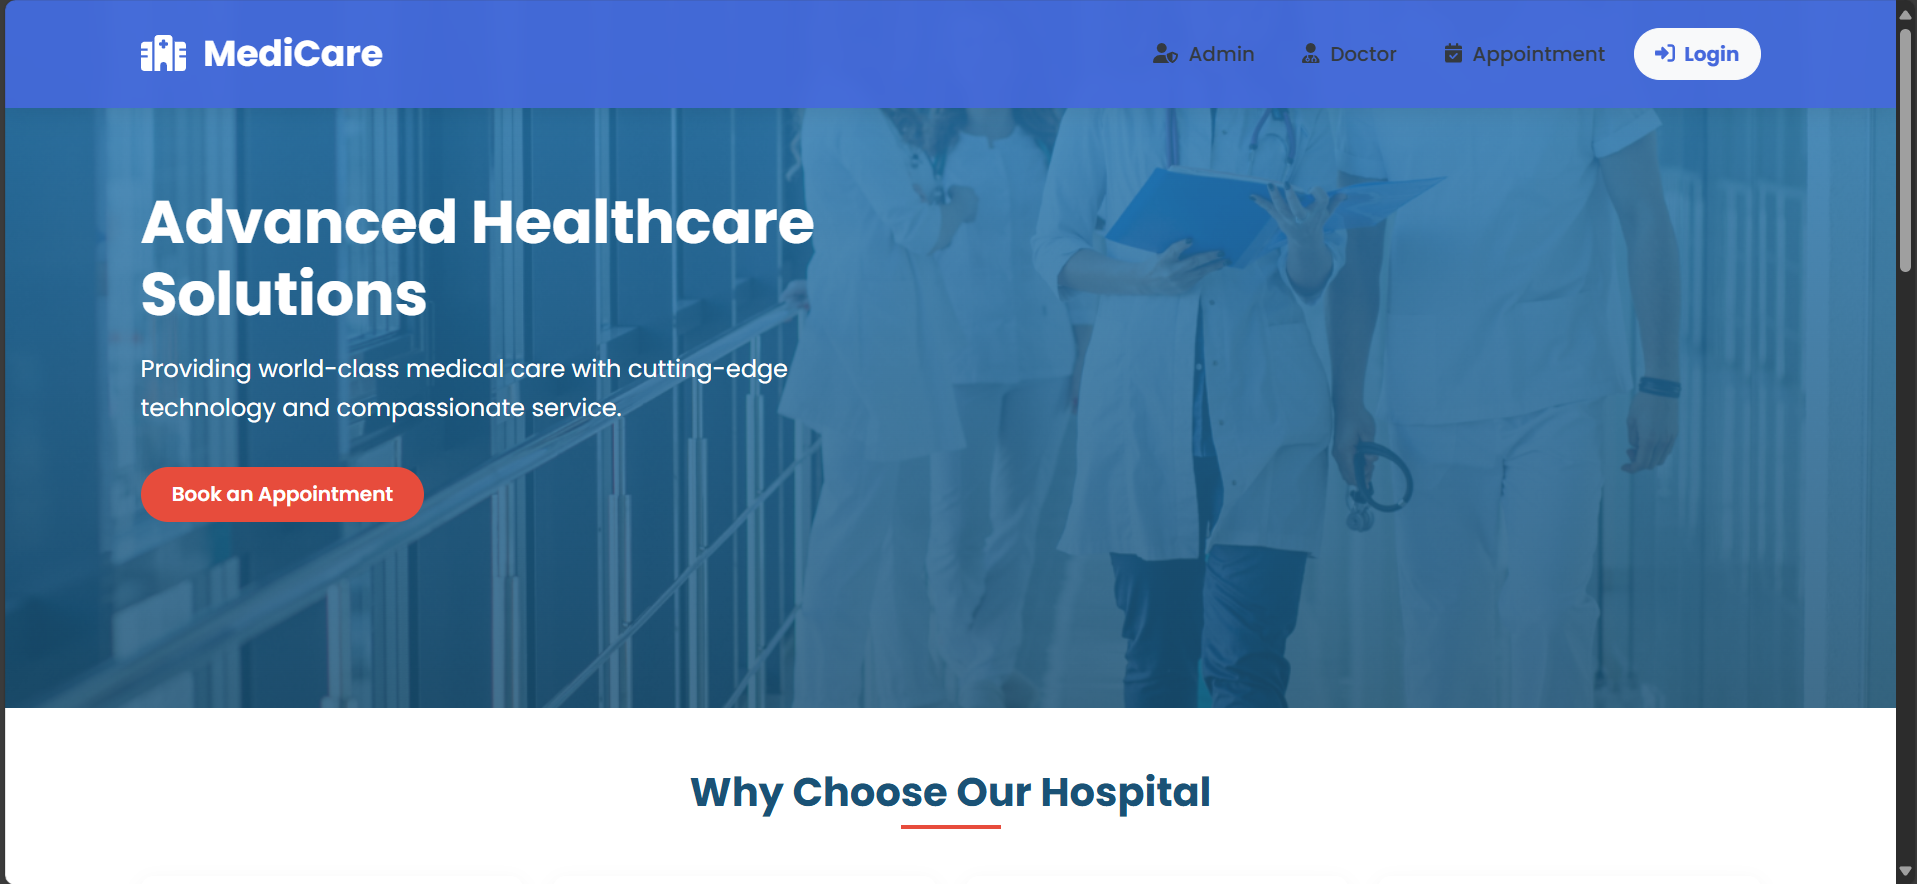 MediCare
Admin
Doctor
Appointment
Login
Advanced Healthcare
Solutions
Providing world-class medical care with cutting-edge
technology and compassionate service.
Book an Appointment
Why Choose Our Hospital